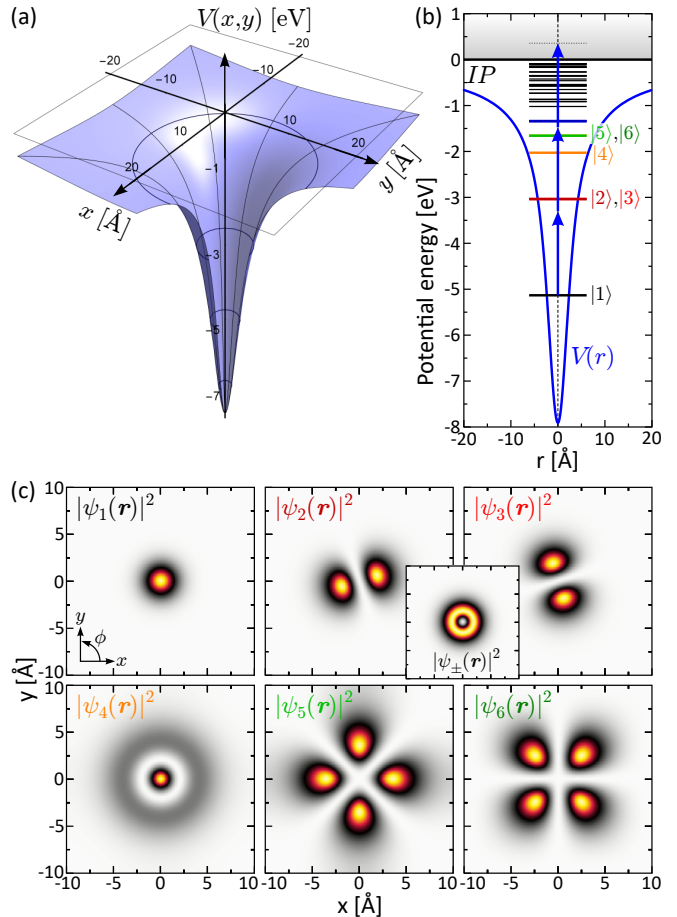 (a)
V(x,y) [eV]
-20
-20
-10
-10
10
10
20
20
-1
-3
-5
-7
x [Å]
y [Å]
(b)
Potential energy [eV]
1
0
-1
-2
-3
-4
-5
-6
-7
-8
IP
|5⟩,|6⟩
|4⟩
|2⟩,|3⟩
|1⟩
V(r)
-20 -10 0 10 20
r [Å]
(c)
y [Å]
10
5
0
-5
-10
|ψ1(r)|²
|ψ2(r)|²
|ψ3(r)|²
y
ϕ
x
|ψ±(r)|²
10
5
0
-5
-10
|ψ4(r)|²
|ψ5(r)|²
|ψ6(r)|²
-10 -5 0 5 10
-5 0 5 10
-5 0 5 10
x [Å]